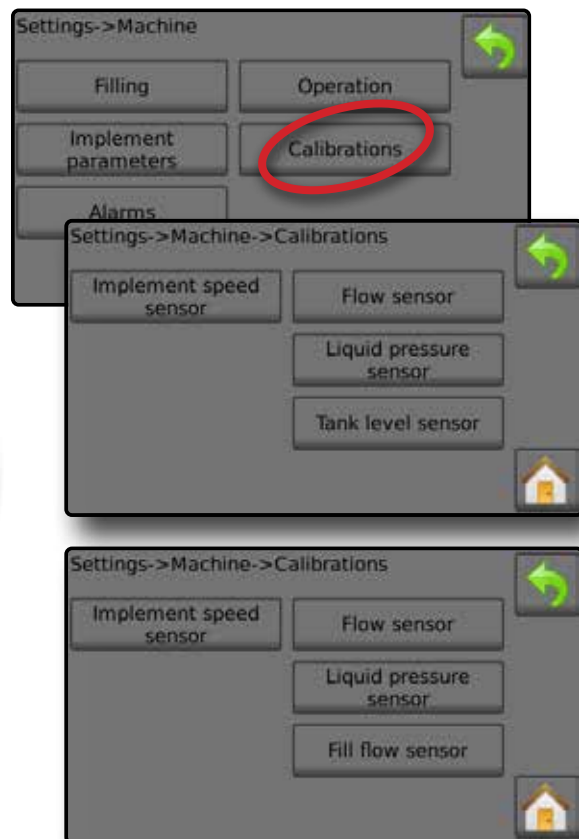 Settings->Machine
Filling
Operation
Implement
parameters
Calibrations
Alarms
Settings->Machine->Calibrations
Implement speed
sensor
Flow sensor
Liquid pressure
sensor
Tank level sensor
Settings->Machine->Calibrations
Implement speed
sensor
Flow sensor
Liquid pressure
sensor
Fill flow sensor